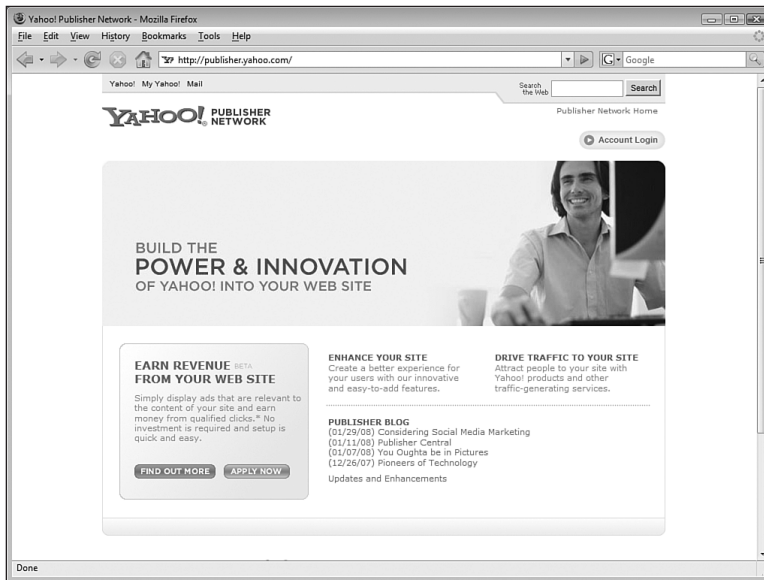 Yahoo! Publisher Network - Mozilla Firefox
File Edit View History Bookmarks Tools Help
http://publisher.yahoo.com/
G Google
Yahoo! My Yahoo! Mail
Search the Web
Search
YAHOO! PUBLISHER NETWORK
Publisher Network Home
Account Login
BUILD THE
POWER & INNOVATION
OF YAHOO! INTO YOUR WEB SITE
EARN REVENUE BETA
FROM YOUR WEB SITE
Simply display ads that are relevant to
the content of your site and earn
money from qualified clicks.* No
investment is required and setup is
quick and easy.
FIND OUT MORE APPLY NOW
ENHANCE YOUR SITE
Create a better experience for
your users with our innovative
and easy-to-add features.
DRIVE TRAFFIC TO YOUR SITE
Attract people to your site with
Yahoo! products and other
traffic-generating services.
PUBLISHER BLOG
(01/29/08) Considering Social Media Marketing
(01/11/08) Publisher Central
(01/07/08) You Oughta be in Pictures
(12/26/07) Pioneers of Technology
Updates and Enhancements
Done